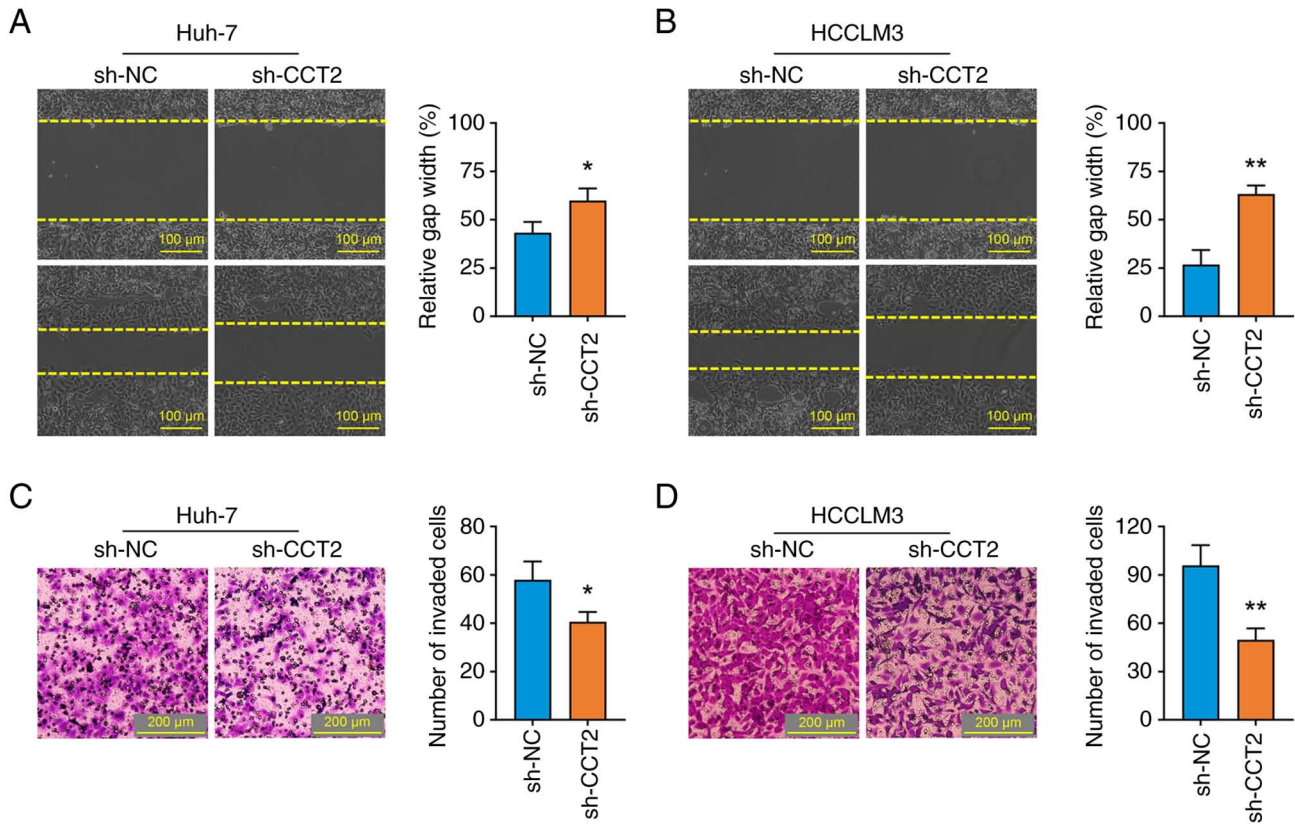 A
Huh-7
sh-NC
sh-CCT2
100 µm
100 µm
100 µm
100 µm
Relative gap width (%)
100
75
50
25
0
*
sh-NC
sh-CCT2
B
HCCLM3
sh-NC
sh-CCT2
100 µm
100 µm
100 µm
100 µm
Relative gap width (%)
100
75
50
25
0
**
sh-NC
sh-CCT2
C
Huh-7
sh-NC
sh-CCT2
200 µm
200 µm
Number of invaded cells
80
60
40
20
0
*
sh-NC
sh-CCT2
D
HCCLM3
sh-NC
sh-CCT2
200 µm
200 µm
Number of invaded cells
120
90
60
30
0
**
sh-NC
sh-CCT2